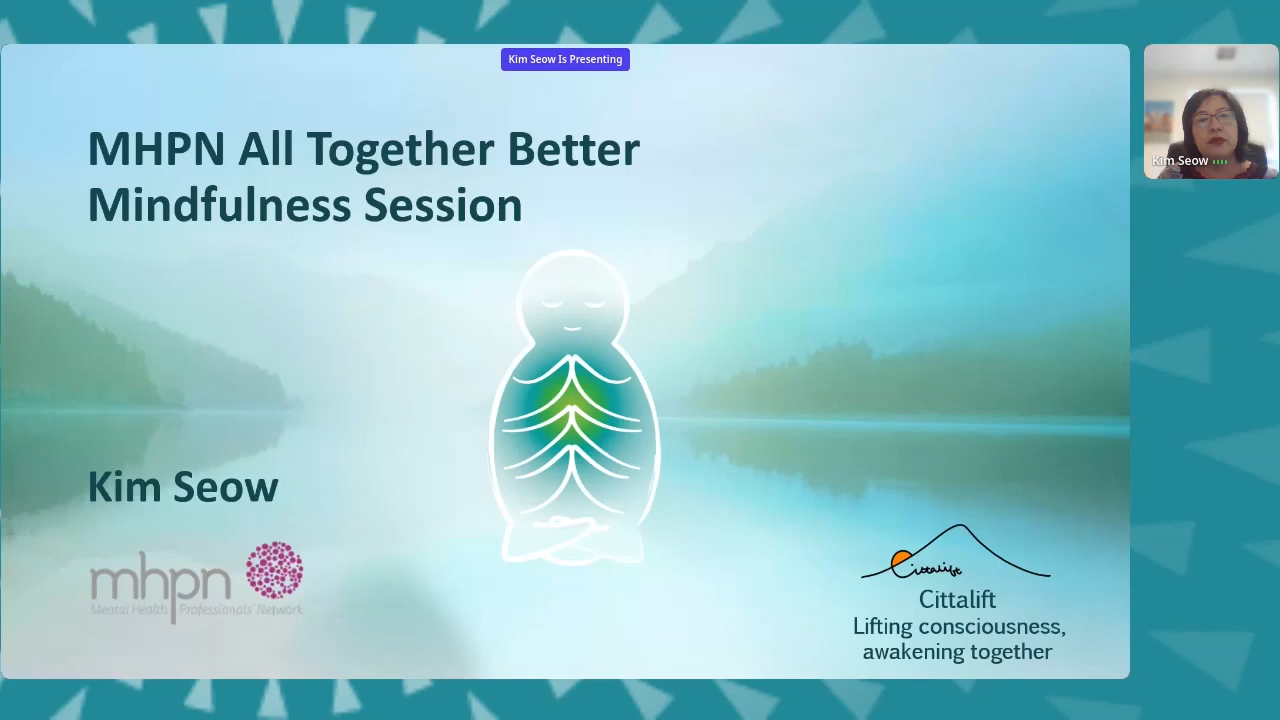 Kim Seow Is Presenting
MHPN All Together Better
Mindfulness Session
Kim Seow
Kim Seow
mhpn
Mental Health Professionals' Network
Cittalift
Cittalift
Lifting consciousness,
awakening together